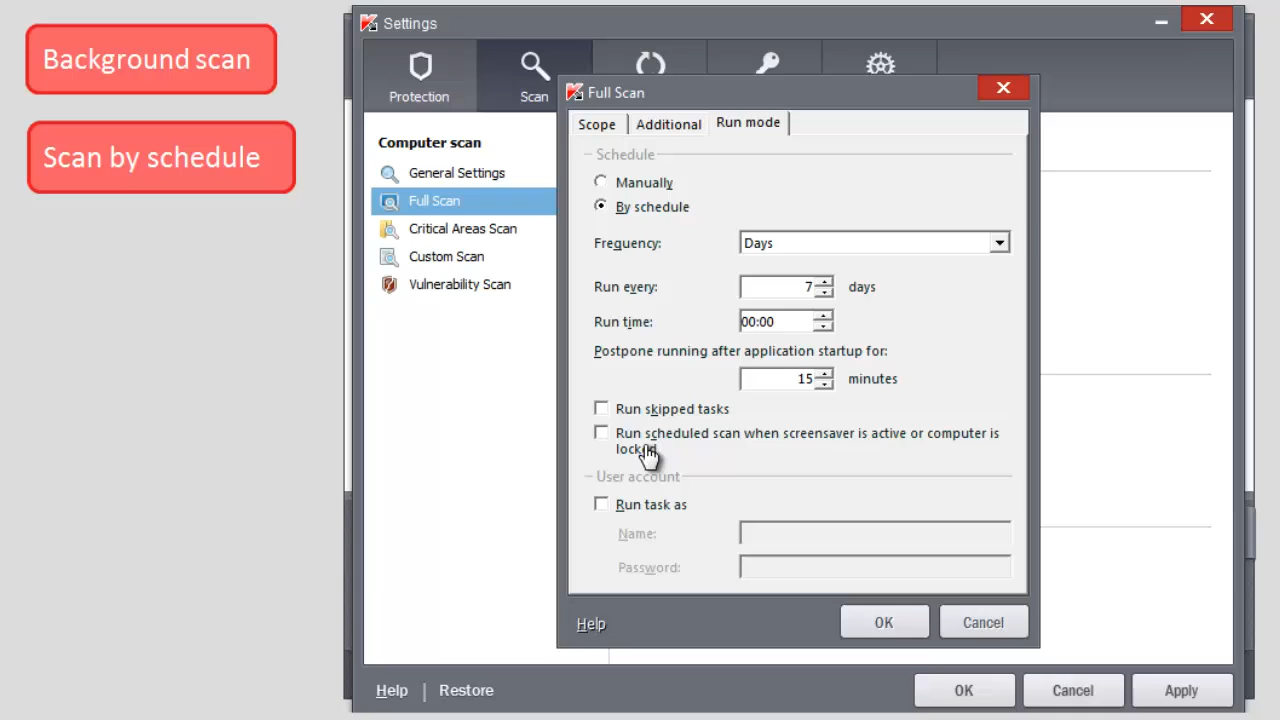 Background scan
Scan by schedule
Settings
Protection
Scan
Computer scan
General Settings
Full Scan
Critical Areas Scan
Custom Scan
Vulnerability Scan
Full Scan
Scope
Additional
Run mode
Schedule
Manually
By schedule
Frequency:
Days
Run every:
7
days
Run time:
00:00
Postpone running after application startup for:
15
minutes
Run skipped tasks
Run scheduled scan when screensaver is active or computer is
locked
User account
Run task as
Name:
Password:
Help
OK
Cancel
Help
Restore
OK
Cancel
Apply